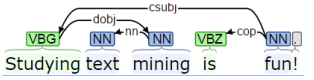 csubj
dobj
nn cop
VBG NN NN VBZ NN .
Studying text mining is fun!